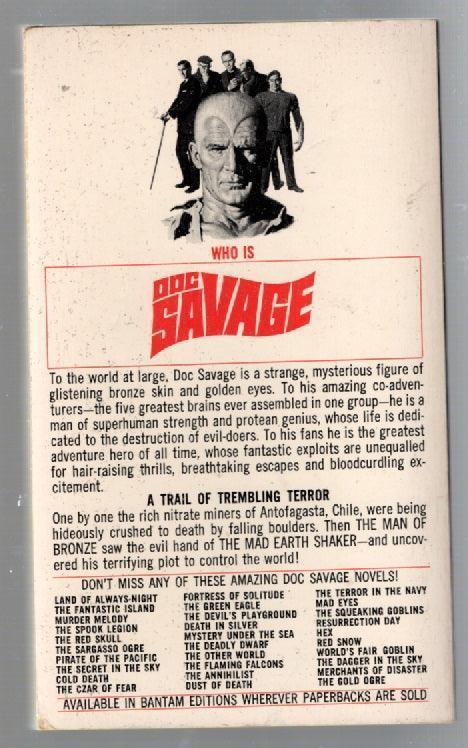 WHO IS
DOC
SAVAGE
To the world at large, Doc Savage is a strange, mysterious figure of
glistening bronze skin and golden eyes. To his amazing co-adven-
turers—the five greatest brains ever assembled in one group—he is a
man of superhuman strength and protean genius, whose life is dedi-
cated to the destruction of evil-doers. To his fans he is the greatest
adventure hero of all time, whose fantastic exploits are unequalled
for hair-raising thrills, breathtaking escapes and bloodcurdling ex-
citement.
A TRAIL OF TREMBLING TERROR
One by one the rich nitrate miners of Antofagasta, Chile, were being
hideously crushed to death by falling boulders. Then THE MAN OF
BRONZE saw the evil hand of THE MAD EARTH SHAKER—and uncov-
ered his terrifying plot to control the world!
DON'T MISS ANY OF THESE AMAZING DOC SAVAGE NOVELS!
LAND OF ALWAYS-NIGHT
THE FANTASTIC ISLAND
MURDER MELODY
THE SPOOK LEGION
THE RED SKULL
THE SARGASSO OGRE
PIRATE OF THE PACIFIC
THE SECRET IN THE SKY
COLD DEATH
THE CZAR OF FEAR
FORTRESS OF SOLITUDE
THE GREEN EAGLE
THE DEVIL'S PLAYGROUND
DEATH IN SILVER
MYSTERY UNDER THE SEA
THE DEADLY DWARF
THE OTHER WORLD
THE FLAMING FALCONS
THE ANNIHILIST
DUST OF DEATH
THE TERROR IN THE NAVY
MAD EYES
THE SQUEAKING GOBLINS
RESURRECTION DAY
HEX
RED SNOW
WORLD'S FAIR GOBLIN
THE DAGGER IN THE SKY
MERCHANTS OF DISASTER
THE GOLD OGRE
AVAILABLE IN BANTAM EDITIONS WHEREVER PAPERBACKS ARE SOLD